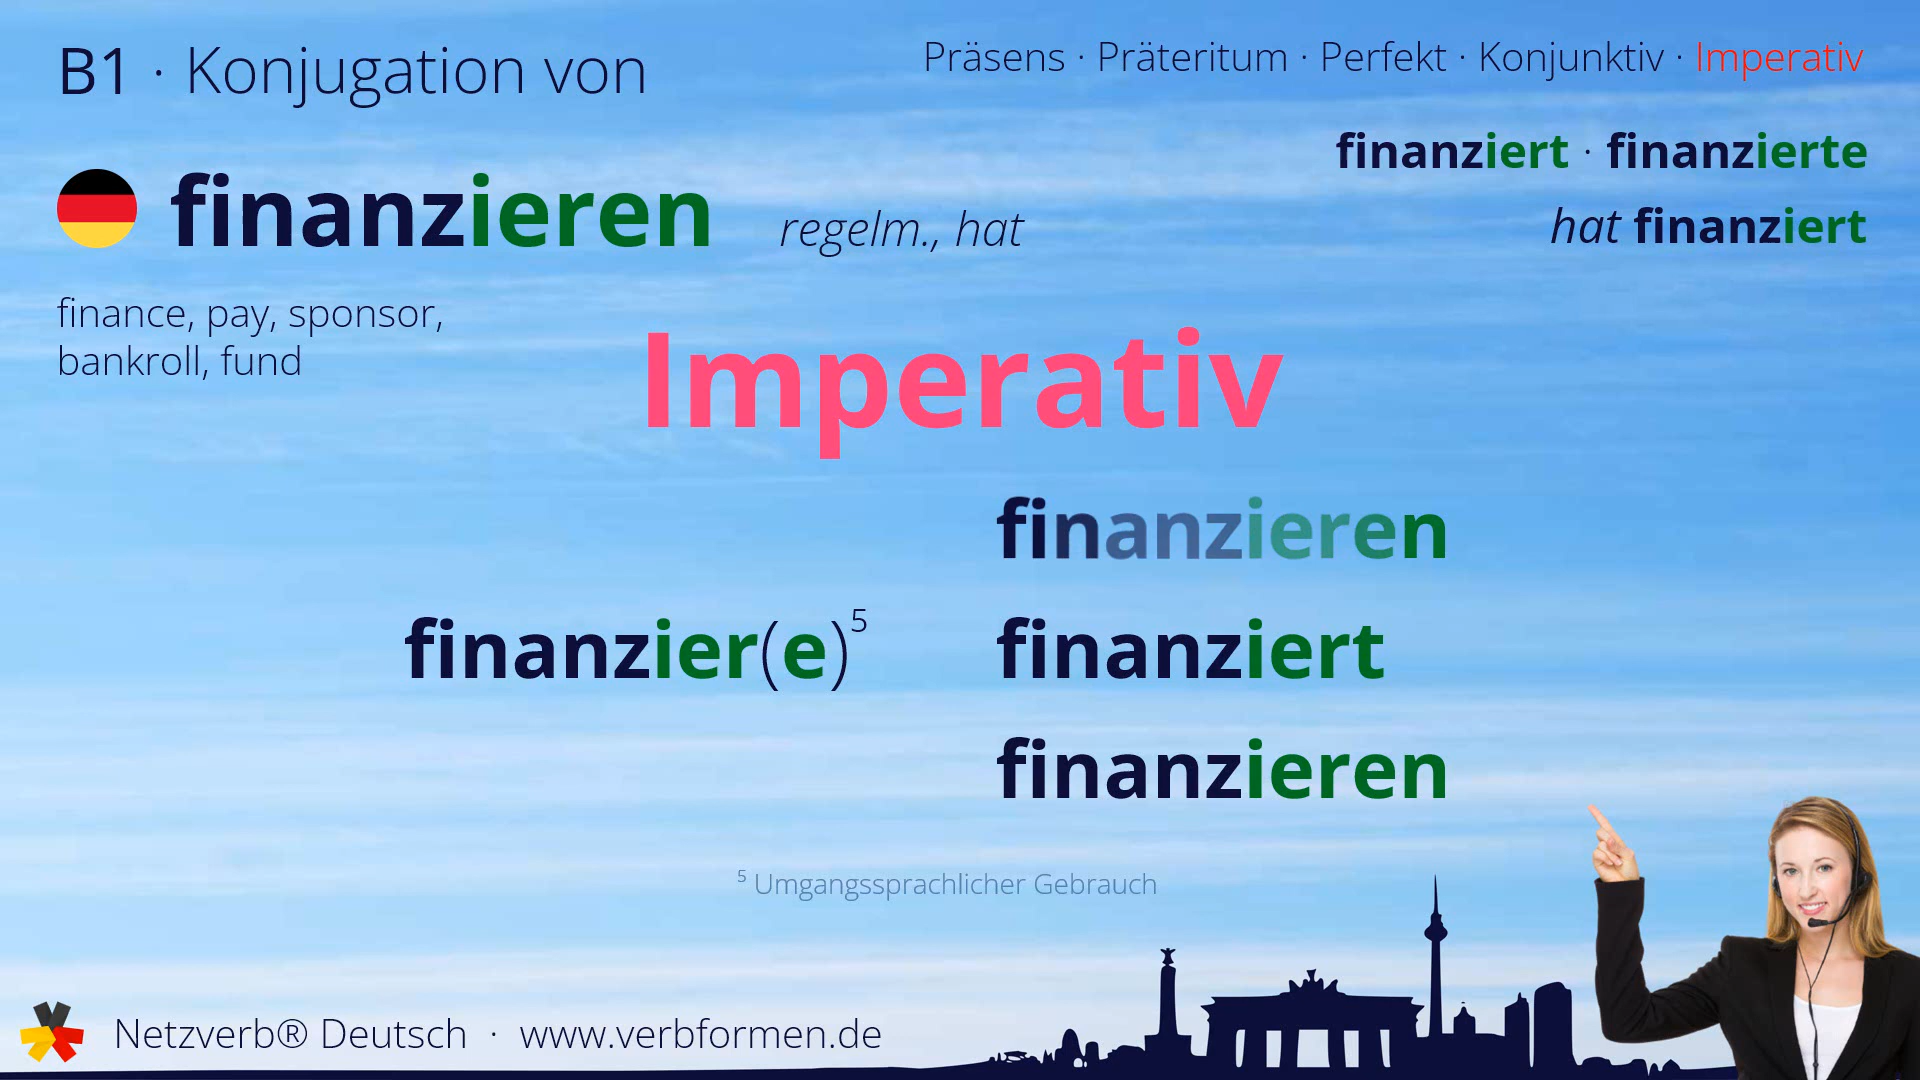 B1 · Konjugation von
Präsens · Präteritum · Perfekt · Konjunktiv · Imperativ
finanzieren regelm., hat
finanziert · finanzierte
hat finanziert
finance, pay, sponsor,
bankroll, fund
Imperativ
finanzieren
finanzier(e)⁵ finanziert
finanzieren
⁵ Umgangssprachlicher Gebrauch
Netzverb® Deutsch · www.verbformen.de